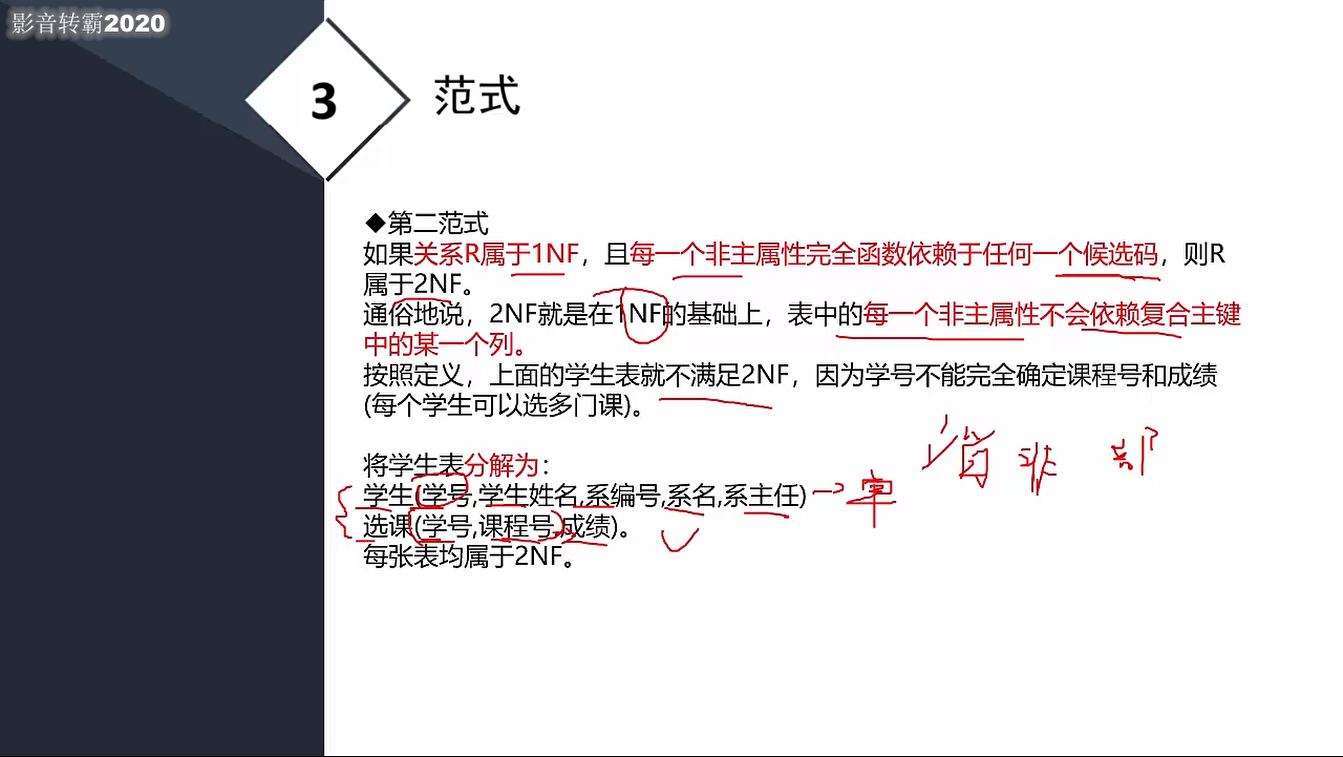 影音转霸2020
3
范式
◆第二范式
如果关系R属于1NF，且每一个非主属性完全函数依赖于任何一个候选码，则R
属于2NF。
通俗地说，2NF就是在1NF的基础上，表中的每一个非主属性不会依赖复合主键
中的某一个列。
按照定义，上面的学生表就不满足2NF，因为学号不能完全确定课程号和成绩
(每个学生可以选多门课)。
将学生表分解为：
学生(学号,学生姓名,系编号,系名,系主任)
单
选课(学号,课程号,成绩)。
每张表均属于2NF。
非 部